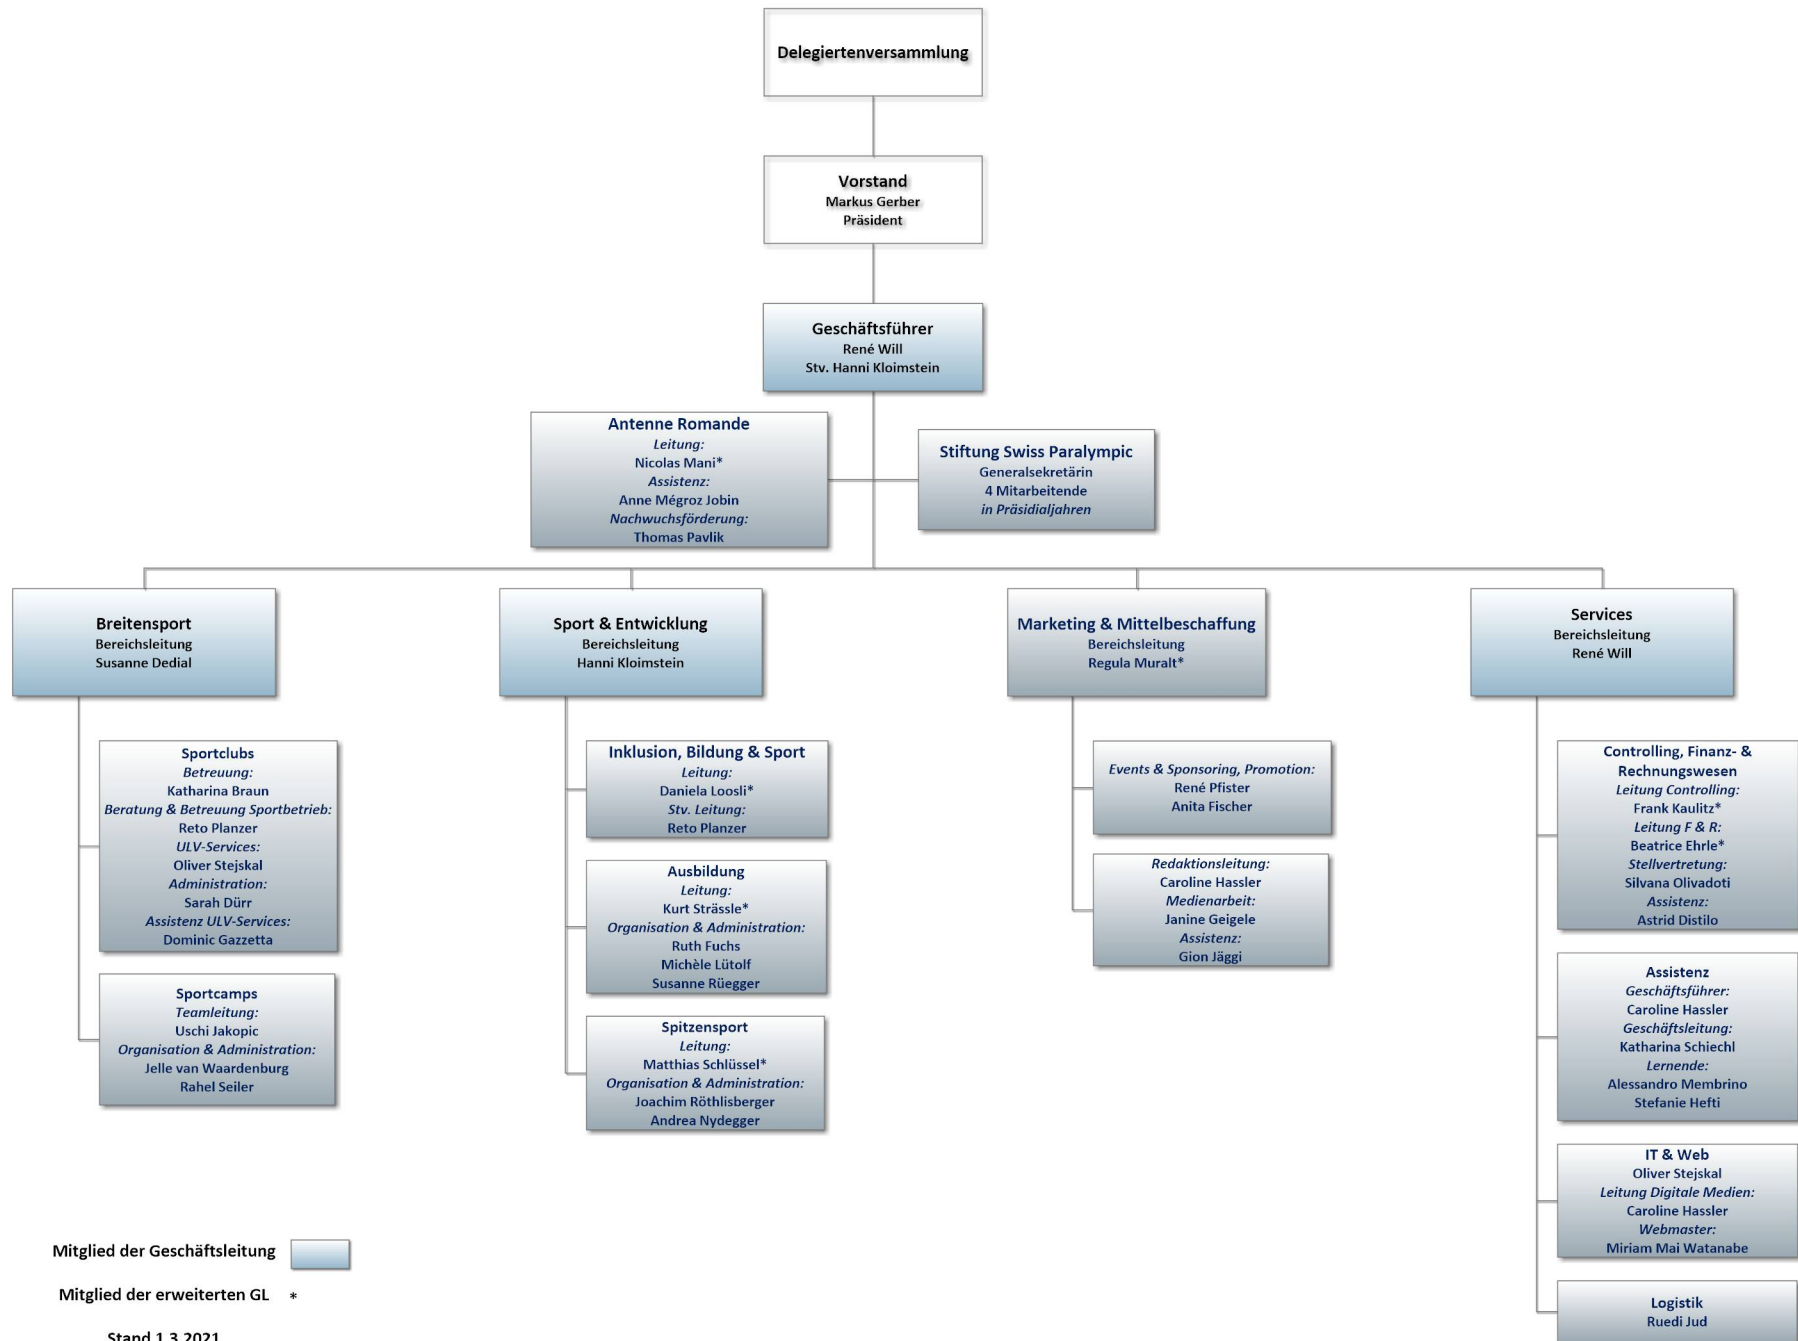 Delegiertenversammlung
Vorstand
Markus Gerber
Präsident
Geschäftsführer
René Will
Stv. Hanni Kloimstein
Antenne Romande
Leitung:
Nicolas Mani*
Assistenz:
Anne Mégroz Jobin
Nachwuchsförderung:
Thomas Pavlik
Stiftung Swiss Paralympic
Generalsekretärin
4 Mitarbeitende
in Präsidialjahren
Breitensport
Bereichsleitung
Susanne Dedial
Sport & Entwicklung
Bereichsleitung
Hanni Kloimstein
Marketing & Mittelbeschaffung
Bereichsleitung
Regula Muralt*
Services
Bereichsleitung
René Will
Sportclubs
Betreuung:
Katharina Braun
Beratung & Betreuung Sportbetrieb:
Reto Planzer
ULV-Services:
Oliver Stejskal
Administration:
Sarah Dürr
Assistenz ULV-Services:
Dominic Gazzetta
Sportcamps
Teamleitung:
Uschi Jakopic
Organisation & Administration:
Jelle van Waardenburg
Rahel Seiler
Inklusion, Bildung & Sport
Leitung:
Daniela Loosli*
Stv. Leitung:
Reto Planzer
Ausbildung
Leitung:
Kurt Strässle*
Organisation & Administration:
Ruth Fuchs
Michèle Lütolf
Susanne Rüegger
Spitzensport
Leitung:
Matthias Schlüssel*
Organisation & Administration:
Joachim Röthlisberger
Andrea Nydegger
Events & Sponsoring, Promotion:
René Pfister
Anita Fischer
Redaktionsleitung:
Caroline Hassler
Medienarbeit:
Janine Geigele
Assistenz:
Gion Jäggi
Controlling, Finanz- &
Rechnungswesen
Leitung Controlling:
Frank Kaulitz*
Leitung F & R:
Beatrice Ehrle*
Stellvertretung:
Silvana Olivadoti
Assistenz:
Astrid Distilo
Assistenz
Geschäftsführer:
Caroline Hassler
Geschäftsleitung:
Katharina Schiechl
Lernende:
Alessandro Membrino
Stefanie Hefti
IT & Web
Oliver Stejskal
Leitung Digitale Medien:
Caroline Hassler
Webmaster:
Miriam Mai Watanabe
Logistik
Ruedi Jud
Mitglied der Geschäftsleitung
Mitglied der erweiterten GL *
Stand 1.3.2021